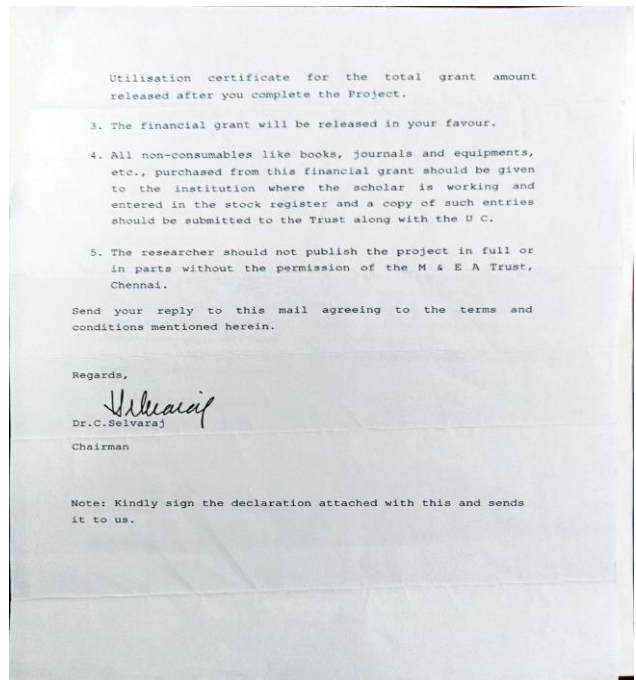 Utilisation certificate for the total grant amount
released after you complete the Project.
3. The financial grant will be released in your favour.
4. All non-consumables like books, journals and equipments,
etc., purchased from this financial grant should be given
to the institution where the scholar is working and
entered in the stock register and a copy of such entries
should be submitted to the Trust along with the U C.
5. The researcher should not publish the project in full or
in parts without the permission of the M & E A Trust,
Chennai.
Send your reply to this mail agreeing to the terms and
conditions mentioned herein.
Regards,
Dr.C.Selvaraj
Chairman
Note: Kindly sign the declaration attached with this and sends
it to us.